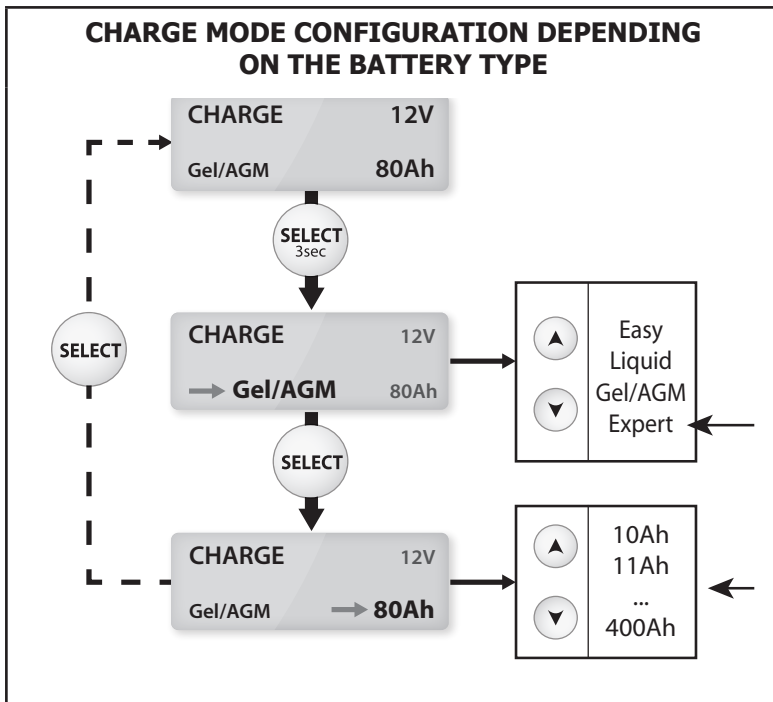 CHARGE MODE CONFIGURATION DEPENDING
ON THE BATTERY TYPE
CHARGE 12V
Gel/AGM 80Ah
SELECT
3sec
CHARGE 12V
Gel/AGM 80Ah
Easy
Liquid
Gel/AGM
Expert
SELECT
SELECT
CHARGE 12V
Gel/AGM 80Ah
10Ah
11Ah
...
400Ah